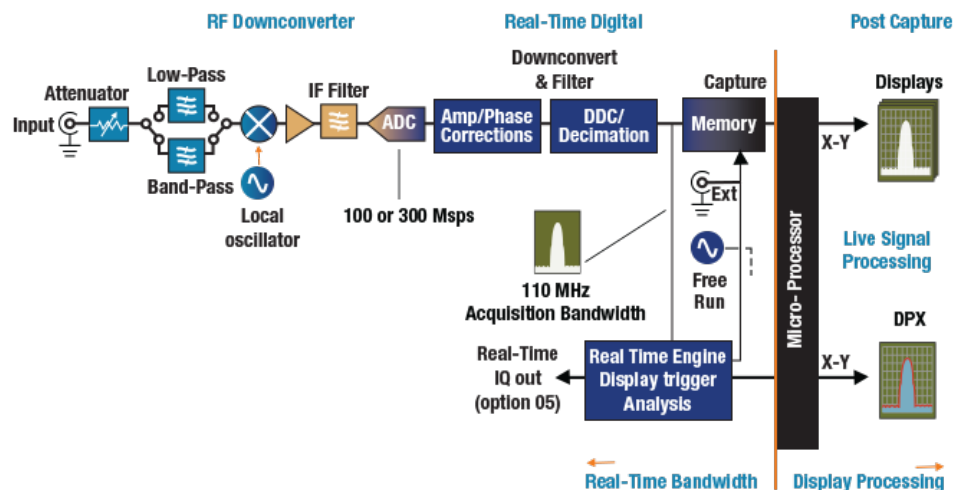 RF Downconverter
Real-Time Digital
Post Capture
Downconvert
& Filter
Low-Pass
Attenuator
IF Filter
Capture
Displays
Input
ADC
Amp/Phase
Corrections
DDC/
Decimation
Memory
X-Y
Band-Pass
Ext
Local
oscillator
100 or 300 Msps
Live Signal
Processing
Free
Run
110 MHz
Acquisition Bandwidth
Micro- Processor
DPX
Real-Time
IQ out
(option 05)
Real Time Engine
Display trigger
Analysis
X-Y
Real-Time Bandwidth
Display Processing